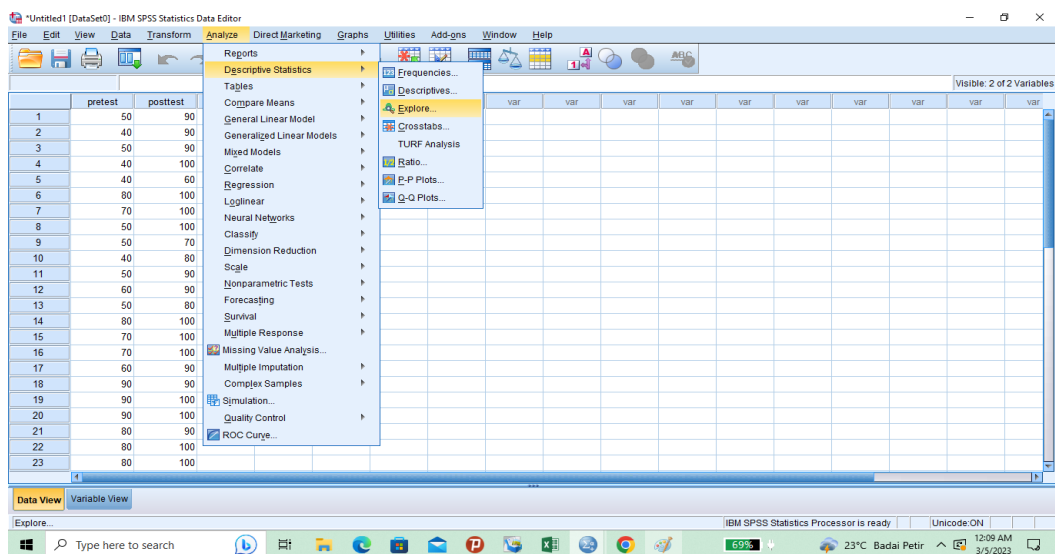 *Untitled1 [DataSet0] - IBM SPSS Statistics Data Editor
File Edit View Data Transform Analyze Direct Marketing Graphs Utilities Add-ons Window Help
Visible: 2 of 2 Variables
Reports
Descriptive Statistics
Tables
Compare Means
General Linear Model
Generalized Linear Models
Mixed Models
Correlate
Regression
Loglinear
Neural Networks
Classify
Dimension Reduction
Scale
Nonparametric Tests
Forecasting
Survival
Multiple Response
Missing Value Analysis...
Multiple Imputation
Complex Samples
Simulation...
Quality Control
ROC Curve...
Frequencies...
Descriptives...
Explore...
Crosstabs...
TURF Analysis
Ratio...
P-P Plots...
Q-Q Plots...
pretest posttest var var var var var var var var var var
1 50 90
2 40 90
3 50 90
4 40 100
5 40 60
6 80 100
7 70 100
8 50 100
9 50 70
10 40 80
11 50 90
12 60 90
13 50 80
14 80 100
15 70 100
16 70 100
17 60 90
18 90 90
19 90 100
20 90 100
21 80 90
22 80 100
23 80 100
Data View Variable View
Explore... IBM SPSS Statistics Processor is ready Unicode:ON
Type here to search 69% 23°C Badai Petir 12:09 AM
3/5/2023